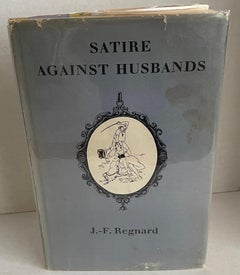 SATIRE
AGAINST HUSBANDS
J.-F. Regnard